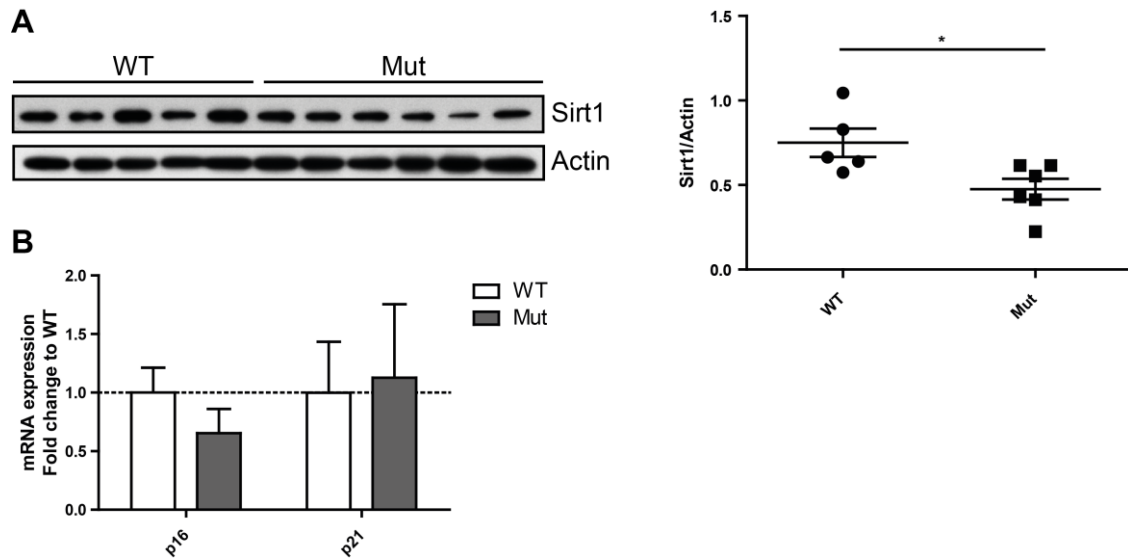 A
WT Mut
Sirt1
Actin
1.5
*
1.0
Sirt1/Actin
0.5
0.0
WT
Mut
B
2.0
WT
Mut
1.5
mRNA expression
Fold change to WT
1.0
0.5
0.0
p16
p21